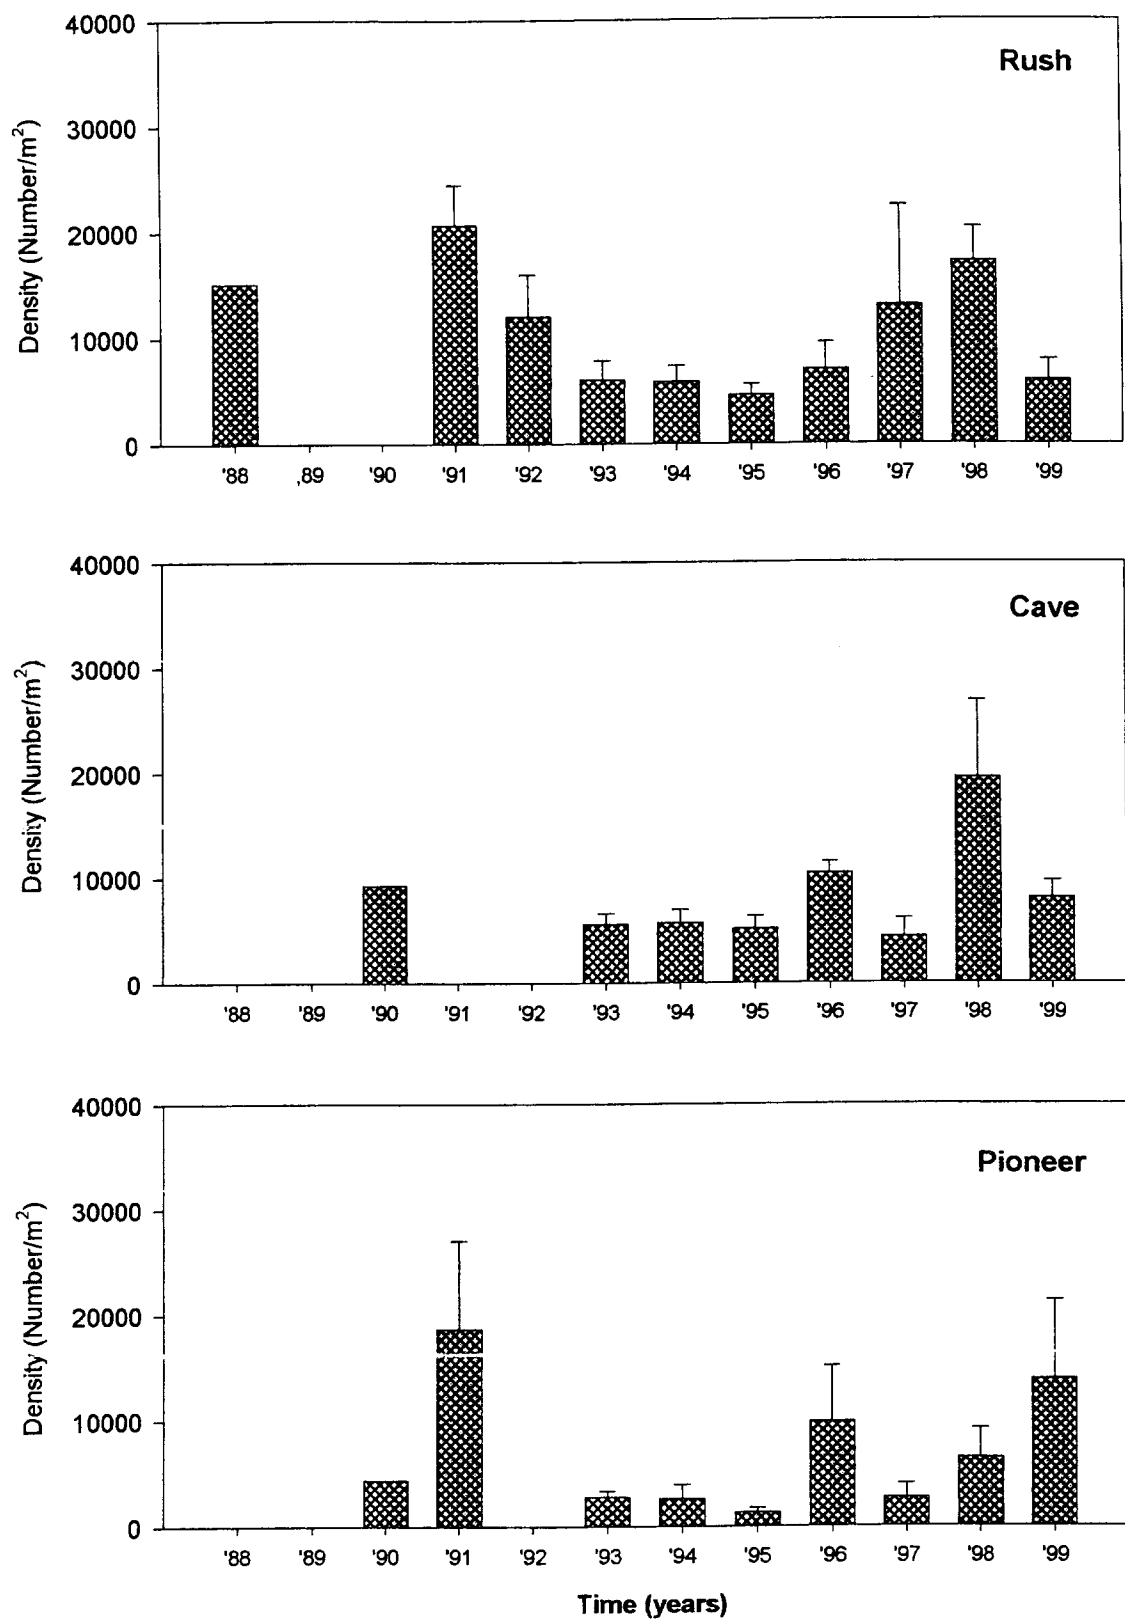 40000
Rush
30000
20000
10000
0
Density (Number/m²)
'88 ,89 '90 '91 '92 '93 '94 '95 '96 '97 '98 '99
40000
Cave
30000
20000
10000
0
Density (Number/m²)
'88 '89 '90 '91 '92 '93 '94 '95 '96 '97 '98 '99
40000
Pioneer
30000
20000
10000
0
Density (Number/m²)
'88 '89 '90 '91 '92 '93 '94 '95 '96 '97 '98 '99
Time (years)